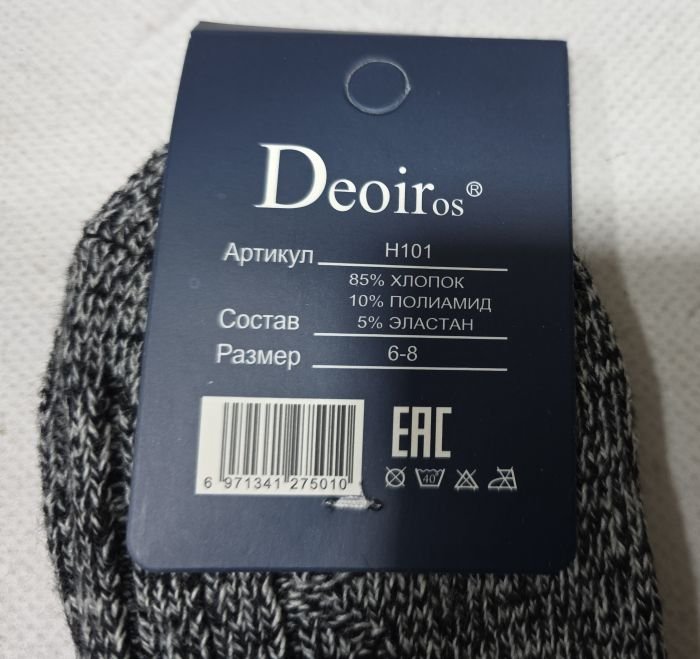 Deoiros®
Артикул H101
85% ХЛОПОК
10% ПОЛИАМИД
Состав 5% ЭЛАСТАН
Размер 6-8
EAC
40°
6 971341 275010